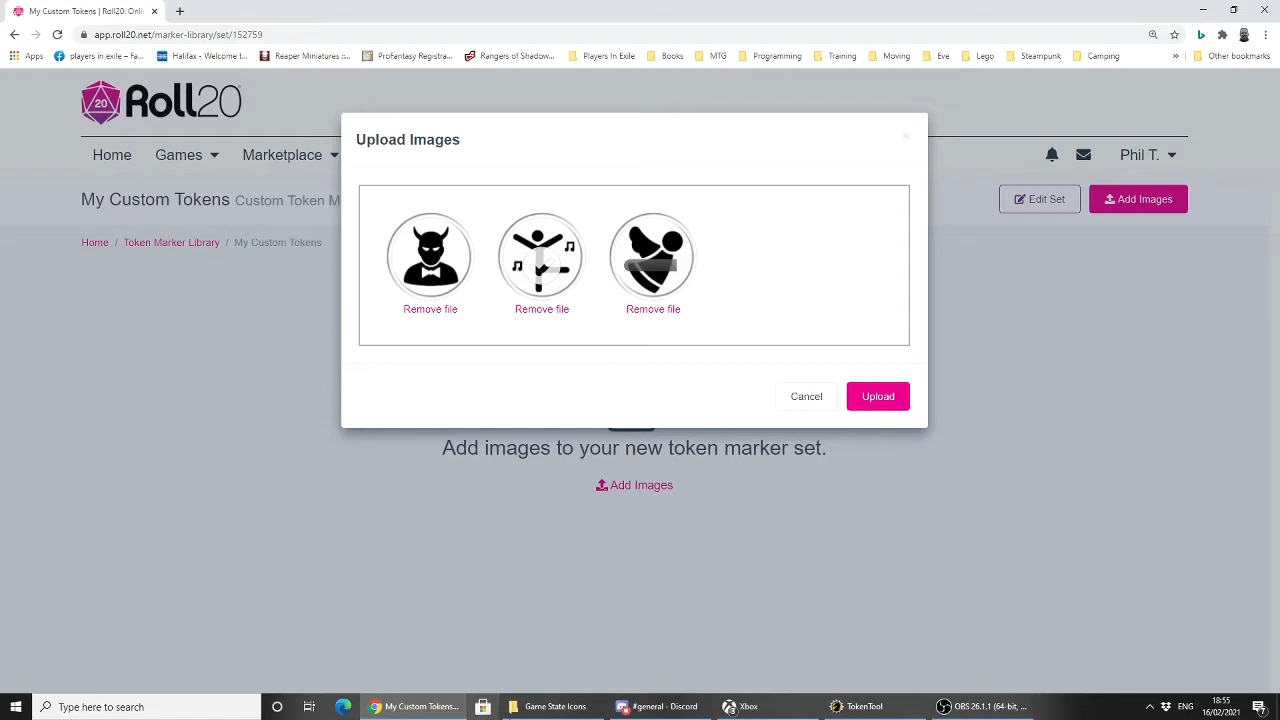 My Custom Tokens | Roll20: Onli
app.roll20.net/marker-library/set/152759
Apps
players in exile – Fa...
Halifax - Welcome t...
Reaper Miniatures :...
ProFantasy Registra...
Rangers of Shadow...
Players In Exile
Books
MTG
Programming
Training
Moving
Eve
Lego
Steampunk
Camping
»
Other bookmarks
20
Roll20
Upload Images
×
Home
Games
Marketplace
Phil T.
My Custom Tokens
Custom Token M
Edit Set
Add Images
Home / Token Marker Library / My Custom Tokens
Remove file
Remove file
Remove file
Cancel
Upload
Add images to your new token marker set.
Add Images
Type here to search
My Custom Tokens...
Game State Icons
#general - Discord
Xbox
TokenTool
OBS 26.1.1 (64-bit, ...
ENG
18:55
16/02/2021